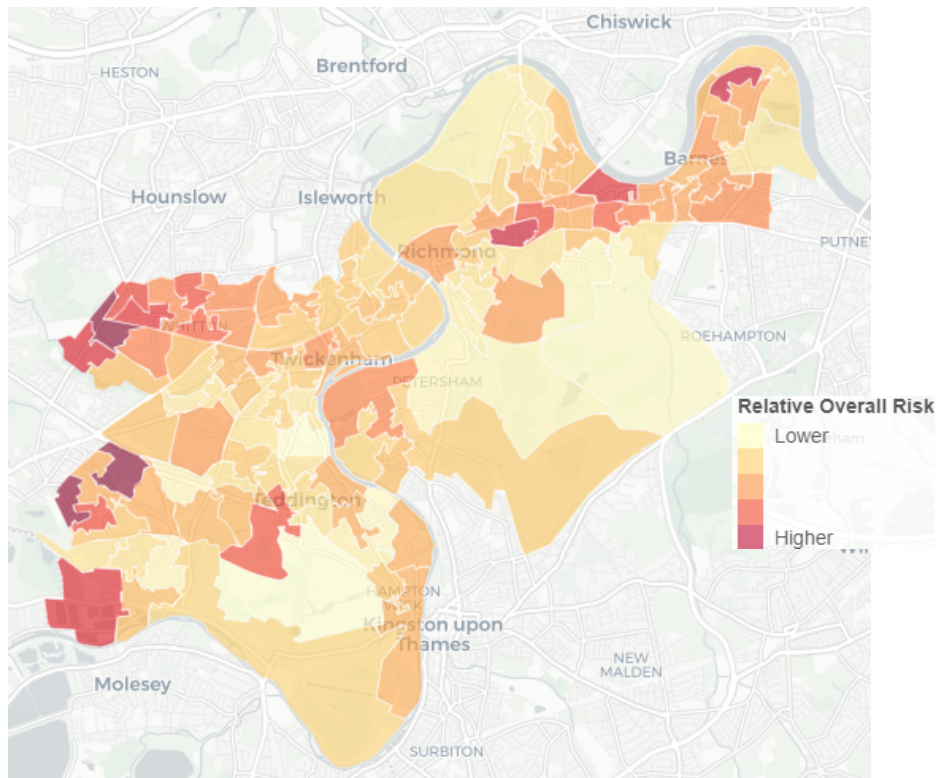 Chiswick
Brentford
HESTON
Barnes
Hounslow
Isleworth
PUTNEY
Richmond
WHITTON
ROEHAMPTON
Twickenham
PETERSHAM
Relative Overall Risk
Lower
Higher
Teddington
HAMPTON
WICK
Kingston upon
Thames
NEW
MALDEN
Molesey
SURBITON